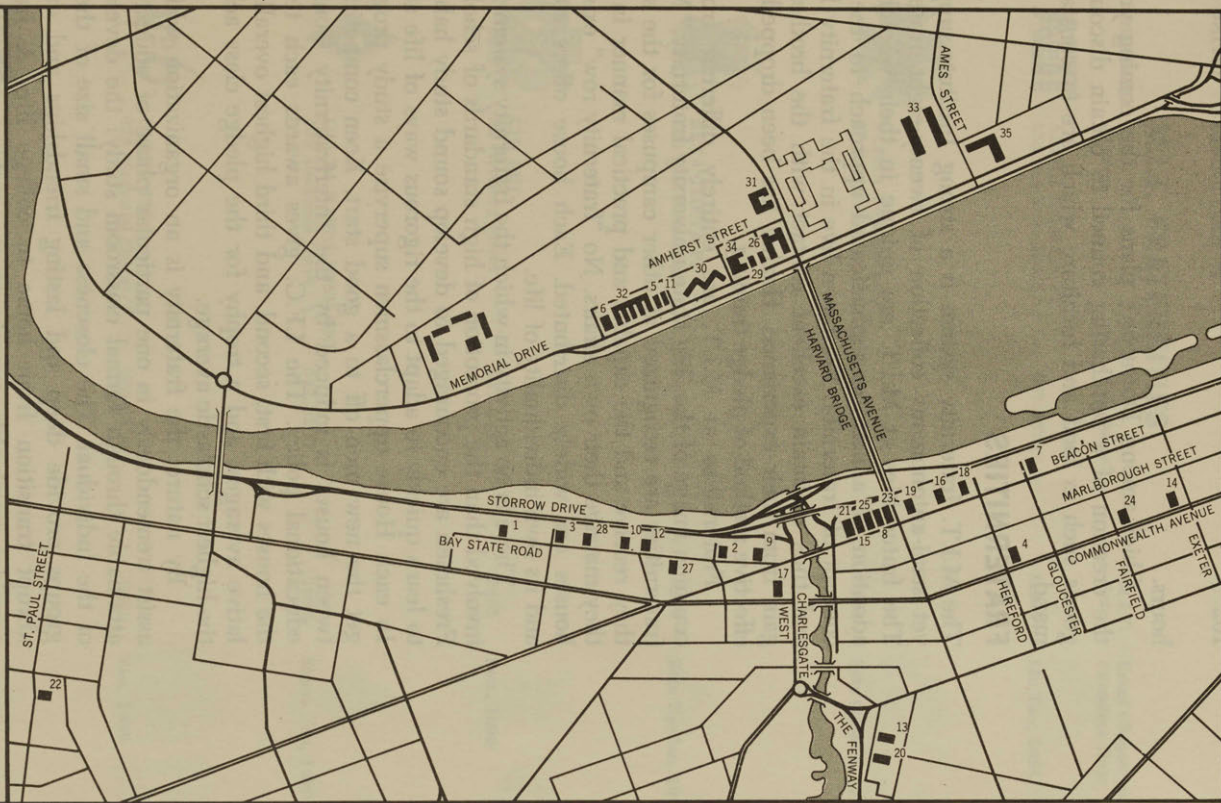 AMES STREET
33
35
31
AMHERST STREET
34
26
29
30
5
11
32
6
MEMORIAL DRIVE
MASSACHUSETTS AVENUE
HARVARD BRIDGE
7
BEACON STREET
MARLBOROUGH STREET
18
16
19
23
25
21
8
15
24
14
COMMONWEALTH AVENUE
EXETER
FAIRFIELD
GLOUCESTER
HEREFORD
4
STORROW DRIVE
1
3
28
10
12
BAY STATE ROAD
2
9
27
17
CHARLESGATE
WEST
ST. PAUL STREET
22
THE FENWAY
13
20